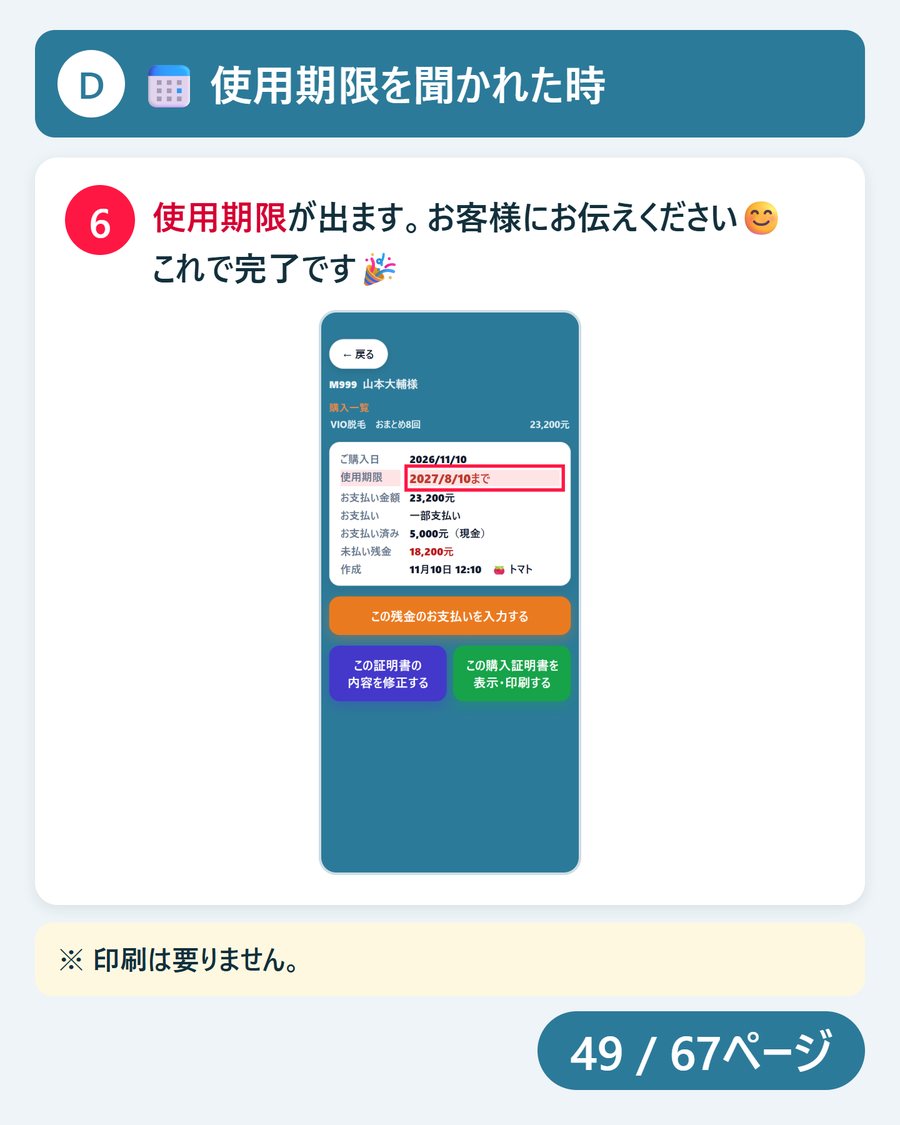 D 使用期限を聞かれた時
6 使用期限が出ます。お客様にお伝えください😊
これで完了です🎉
← 戻る
M999 山本大輔様
購入一覧
VIO脱毛 おまとめ8回 23,200元
ご購入日 2026/11/10
使用期限 2027/8/10まで
お支払い金額 23,200元
お支払い 一部支払い
お支払い済み 5,000元（現金）
未払い残金 18,200元
作成 11月10日 12:10 🍅 トマト
この残金のお支払いを入力する
この証明書の
内容を修正する
この購入証明書を
表示・印刷する
※ 印刷は要りません。
49 / 67ページ